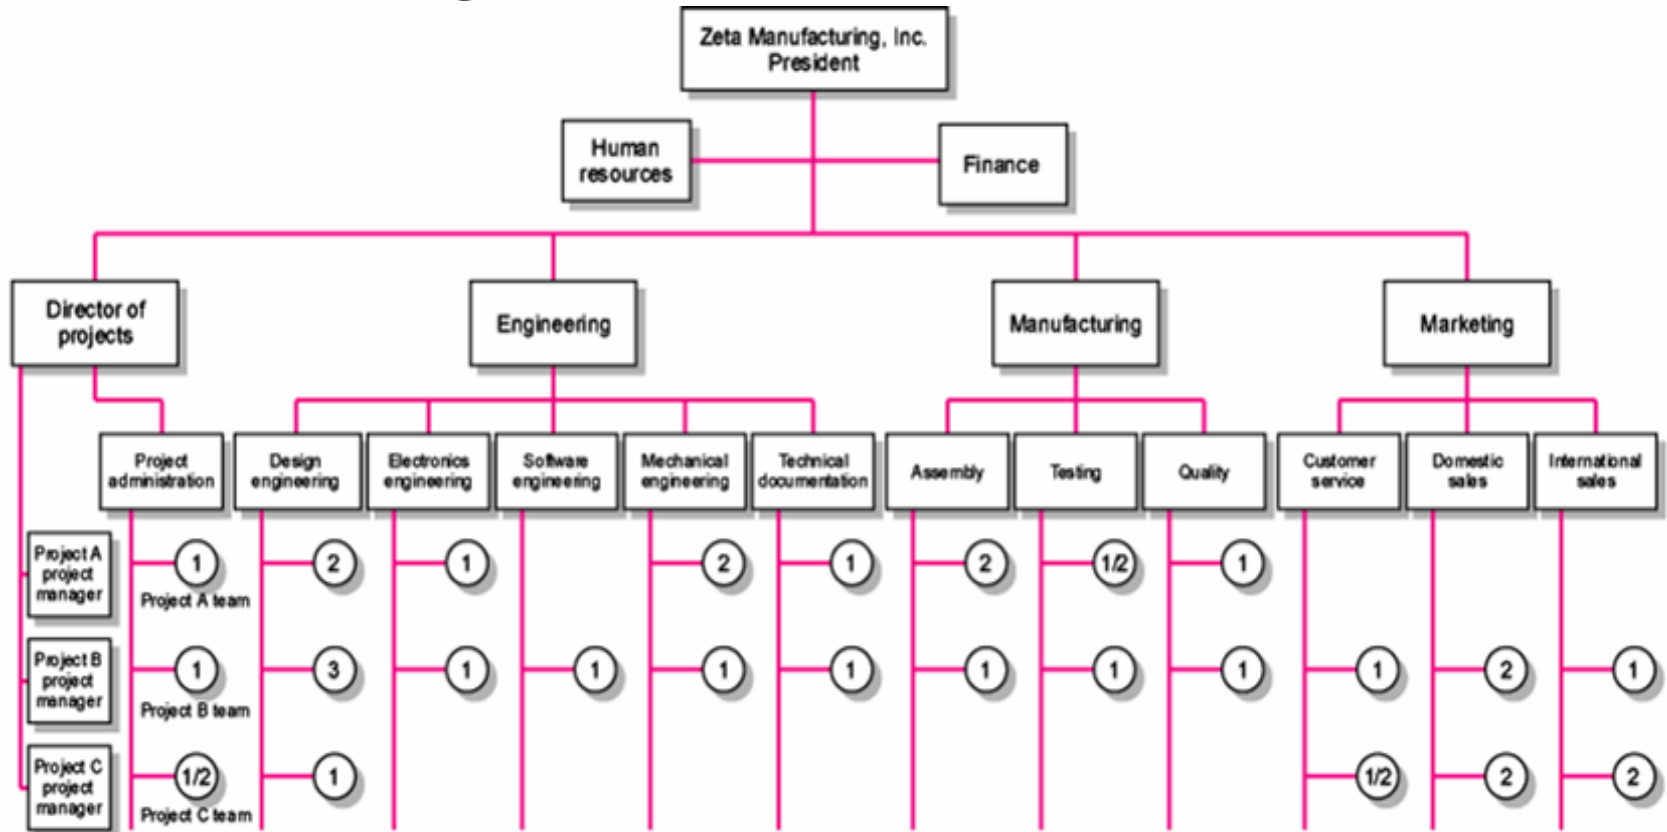 Zeta Manufacturing, Inc.
President
Human
resources
Finance
Director of
projects
Engineering
Manufacturing
Marketing
Project
administration
Design
engineering
Electronics
engineering
Software
engineering
Mechanical
engineering
Technical
documentation
Assembly
Testing
Quality
Customer
service
Domestic
sales
International
sales
Project A
project
manager
1
2
1
2
1
2
1/2
1
Project A team
Project B
project
manager
1
3
1
1
1
1
1
1
1
1
2
1
Project B team
Project C
project
manager
1/2
1
1/2
2
2
Project C team